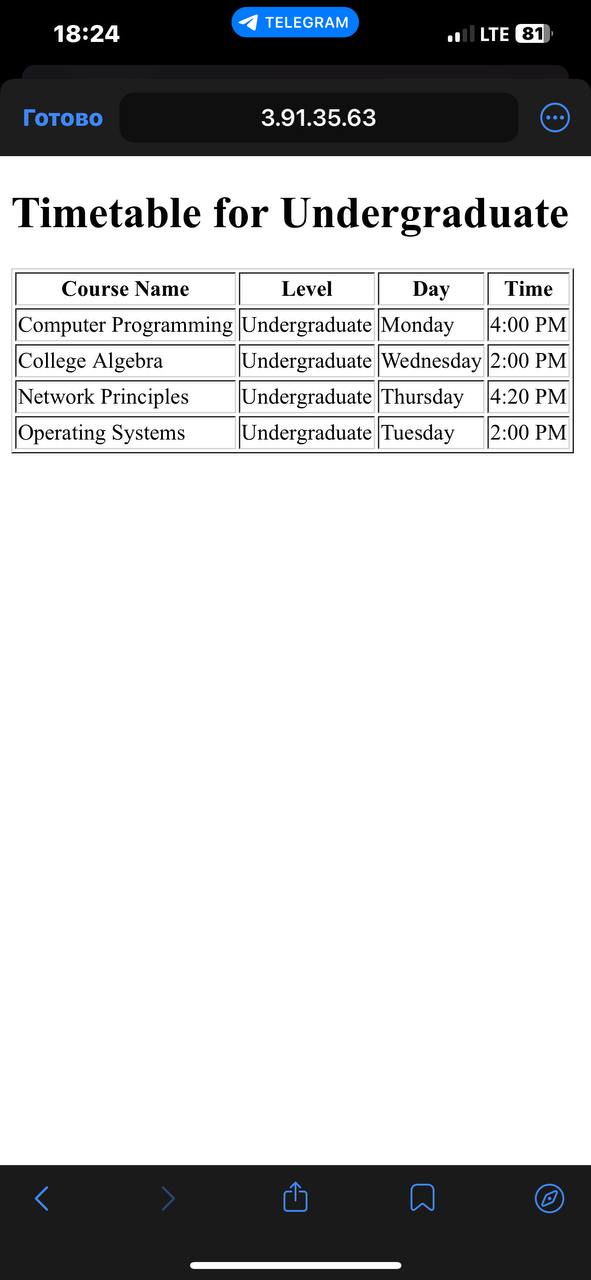 18:24 TELEGRAM LTE 81
Готово 3.91.35.63
Timetable for Undergraduate
Course Name Level Day Time
Computer Programming Undergraduate Monday 4:00 PM
College Algebra Undergraduate Wednesday 2:00 PM
Network Principles Undergraduate Thursday 4:20 PM
Operating Systems Undergraduate Tuesday 2:00 PM